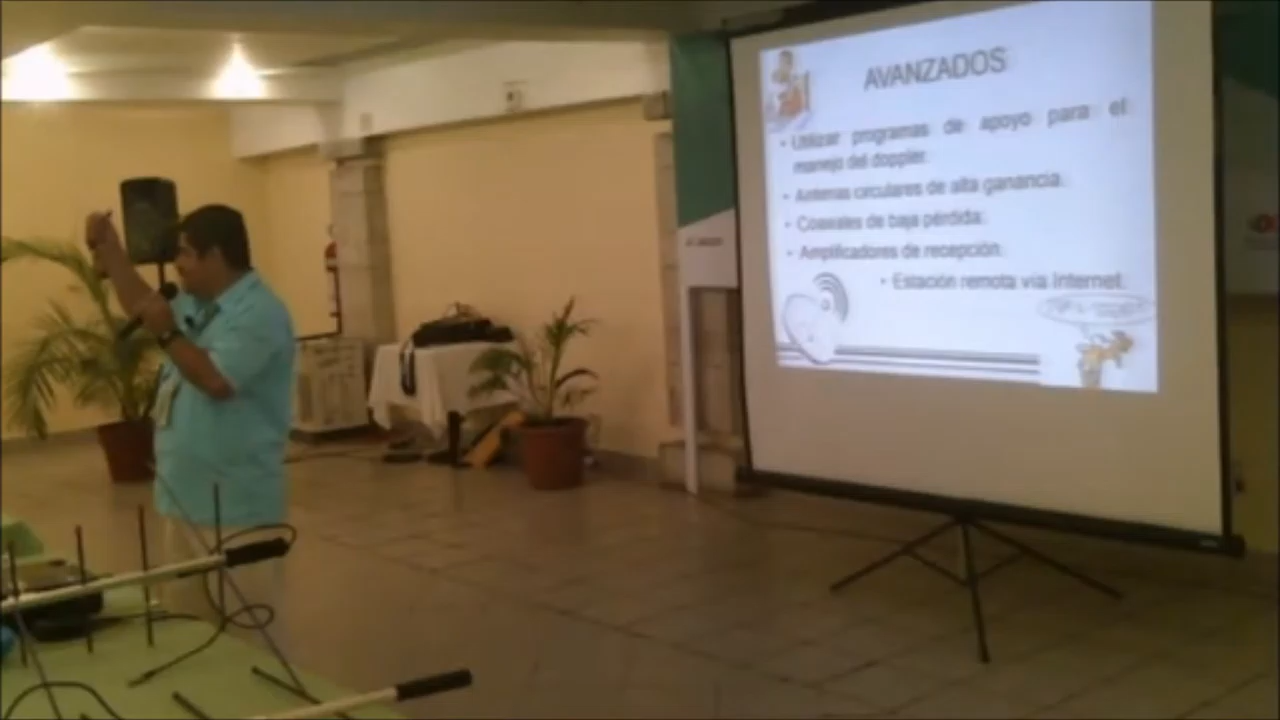 AVANZADOS
• Utilizar programas de apoyo para el
manejo del doppler.
• Antenas circulares de alta ganancia.
• Coaxiales de baja pérdida.
• Amplificadores de recepción.
• Estación remota vía Internet.